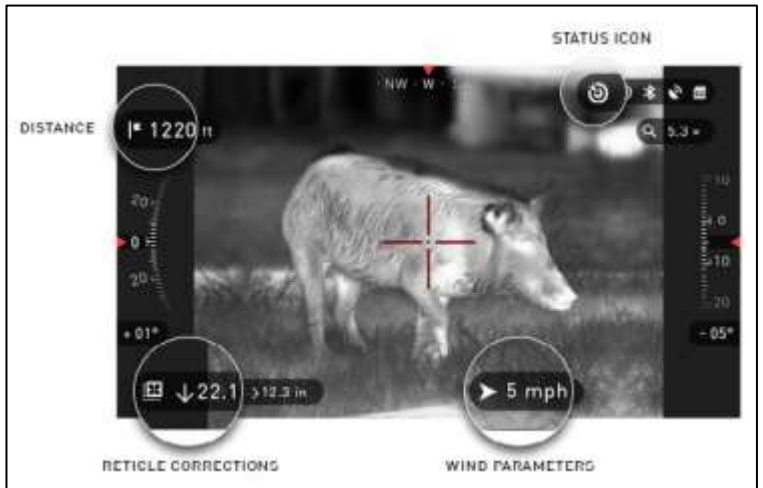 STATUS ICON
NW · W ·
DISTANCE
1220 ft
5.3 ×
20
0
20
10
10
20
+ 01°
- 05°
↓22.1 >12.3 in
➤ 5 mph
RETICLE CORRECTIONS
WIND PARAMETERS